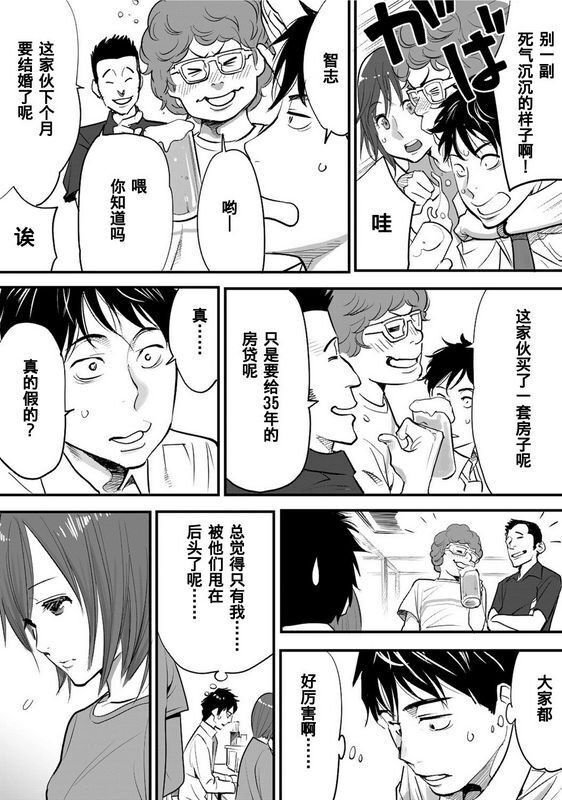 别一副
死气沉沉的样子啊！
ガば
哇
智志
哟—
喂
你知道吗
这家伙下个月
要结婚了呢
诶
这家伙买了一套房子呢
只是要给35年的
房贷呢
真……
真的假的？
大家都
好厉害啊……
总觉得只有我……
被他们甩在
后头了呢……